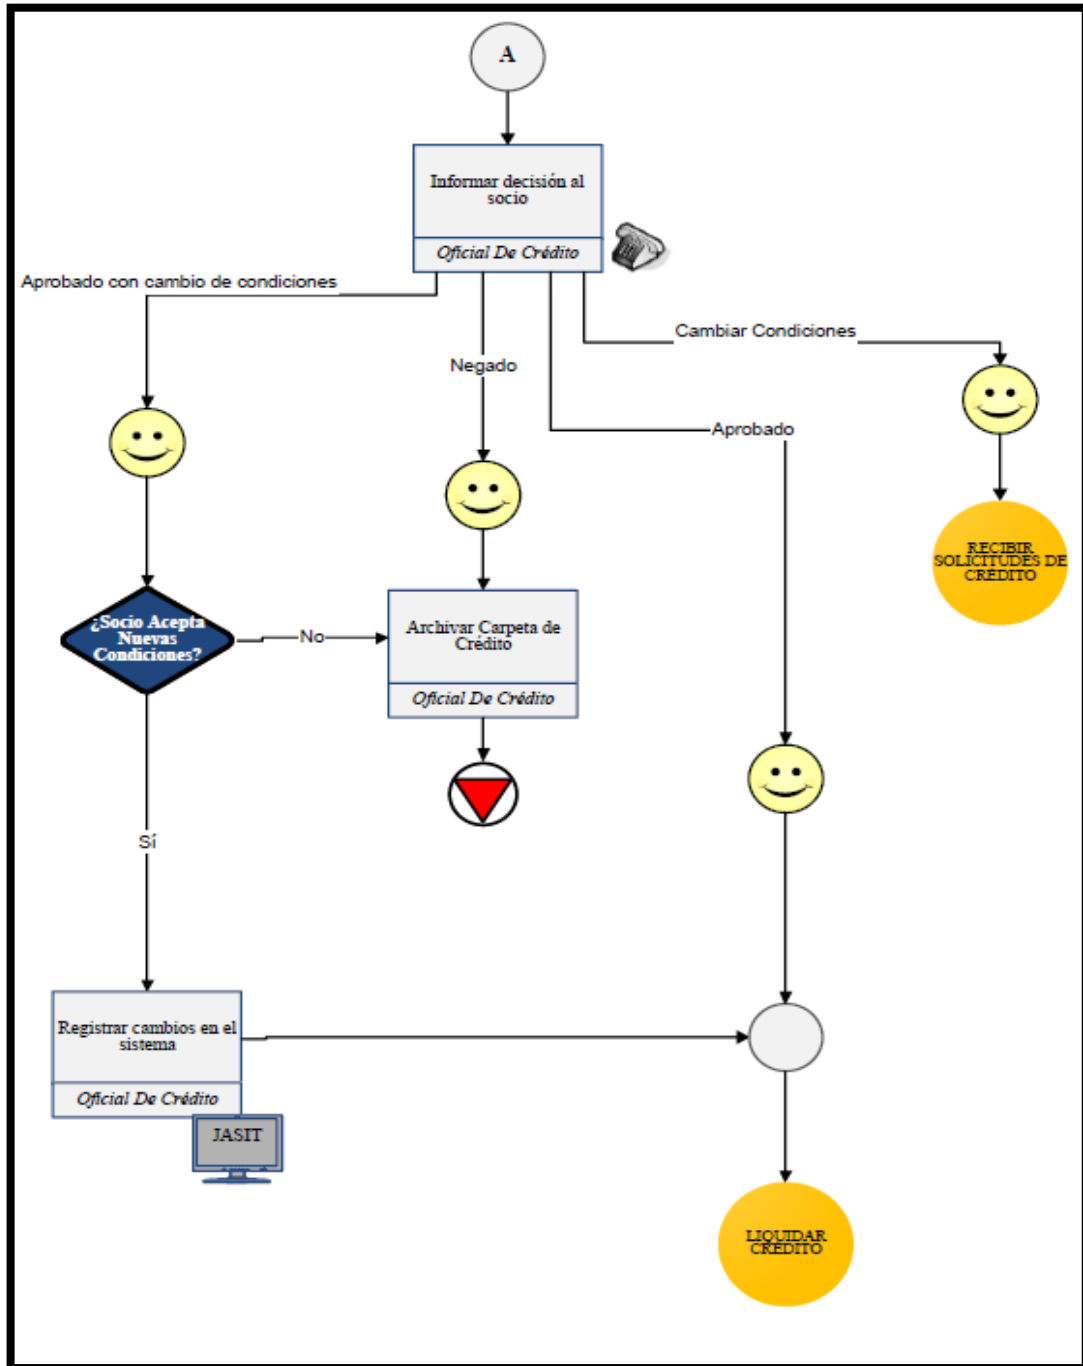 A
Informar decisión al
socio
Oficial De Crédito
Aprobado con cambio de condiciones
Cambiar Condiciones
Negado
Aprobado
RECIBIR
SOLICITUDES DE
CRÉDITO
¿Socio Acepta
Nuevas
Condiciones?
No
Archivar Carpeta de
Crédito
Oficial De Crédito
Sí
Registrar cambios en el
sistema
Oficial De Crédito
JASIT
LIQUIDAR
CRÉDITO